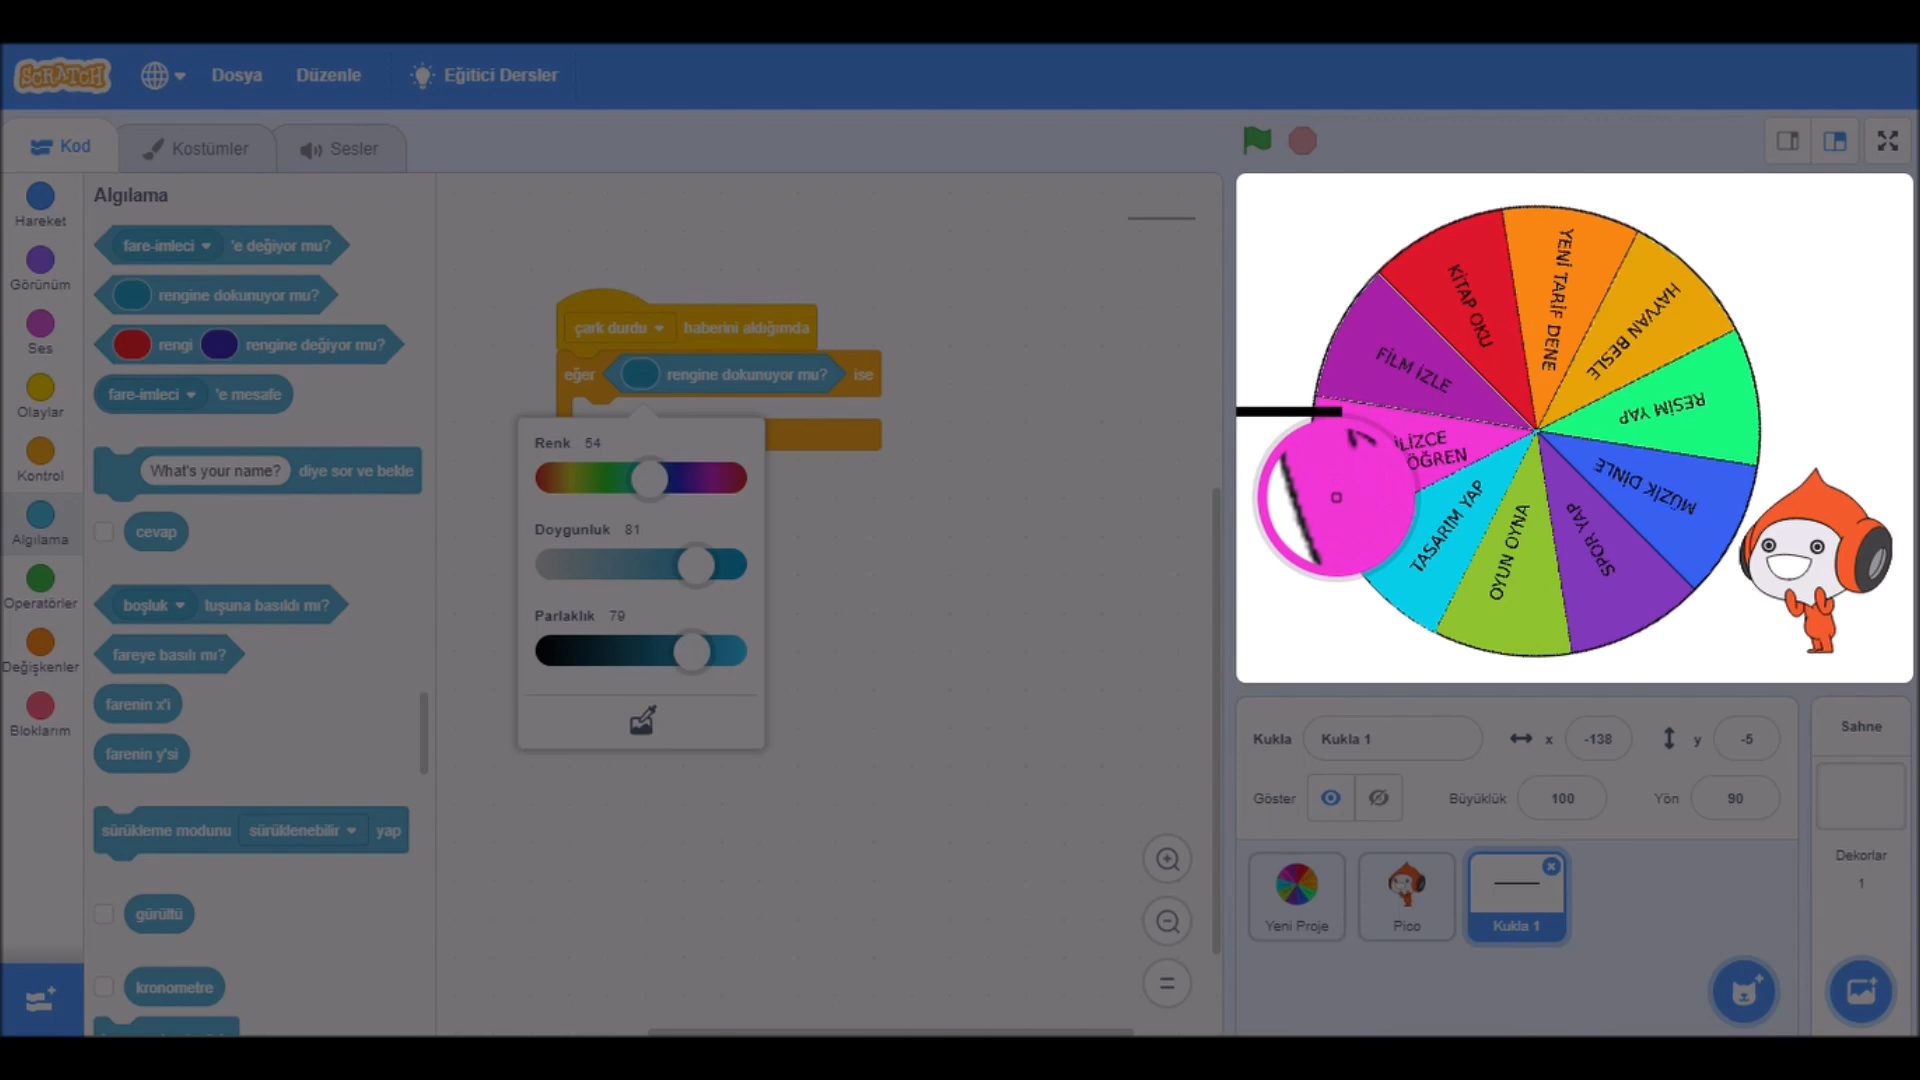 SCRATCH
Dosya
Düzenle
Eğitici Dersler
Kod
Kostümler
Sesler
Hareket
Görünüm
Ses
Olaylar
Kontrol
Algılama
Operatörler
Değişkenler
Bloklarım
Algılama
fare-imleci 'e değiyor mu?
rengine dokunuyor mu?
rengi rengine değiyor mu?
fare-imleci 'e mesafe
What's your name? diye sor ve bekle
cevap
boşluk tuşuna basıldı mı?
fareye basılı mı?
farenin x'i
farenin y'si
sürükleme modunu sürüklenebilir yap
gürültü
kronometre
çark durdu haberini aldığımda
eğer rengine dokunuyor mu? ise
Renk 54
Doygunluk 81
Parlaklık 79
YENİ TARİF DENE
HAYVAN BESLE
RESİM YAP
MÜZİK DİNLE
SPOR YAP
OYUN OYNA
TASARIM YAP
İLİZCE
ÖĞREN
FİLM İZLE
KİTAP OKU
Kukla Kukla 1 x -138 y -5
Göster Büyüklük 100 Yön 90
Yeni Proje
Pico
Kukla 1
Sahne
Dekorlar
1